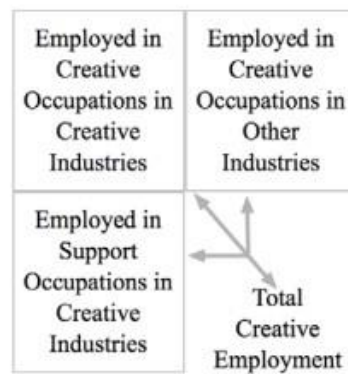 Employed in
Creative
Occupations in
Creative
Industries
Employed in
Creative
Occupations in
Other
Industries
Employed in
Support
Occupations in
Creative
Industries
Total
Creative
Employment